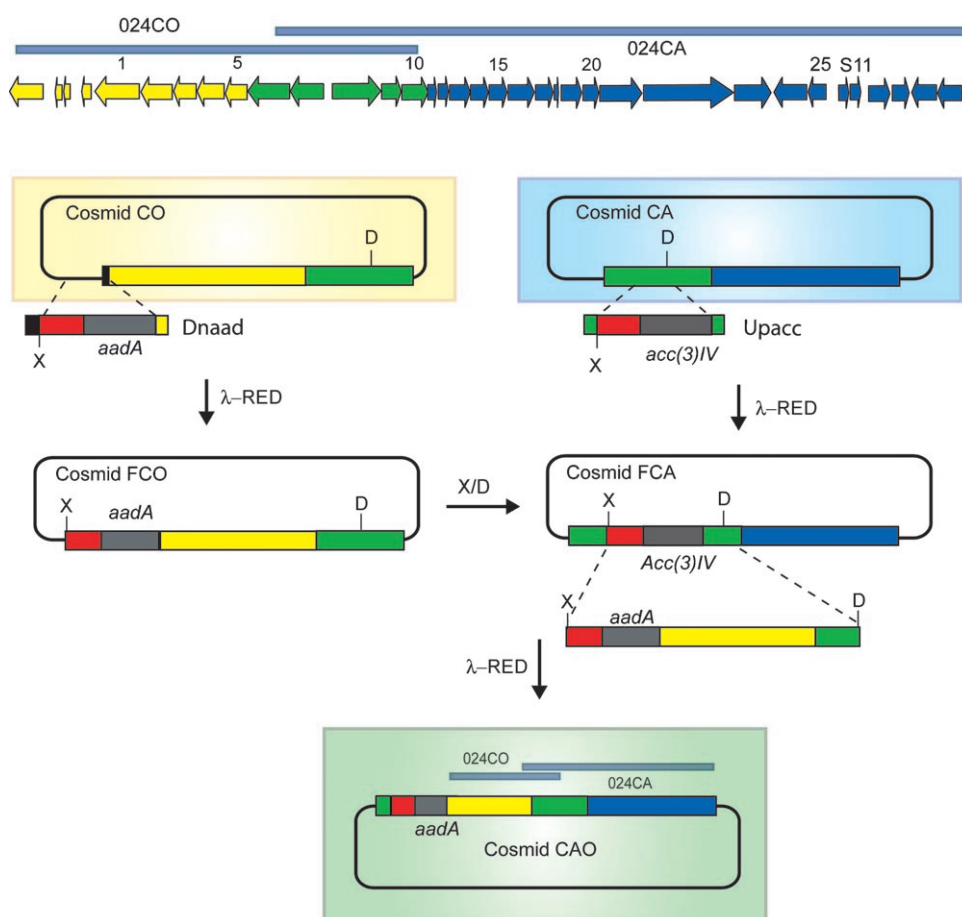 024CO
024CA
1 5 10 15 20 25 S11
Cosmid CO
D
Cosmid CA
D
Dnaad
aadA
X
Upacc
acc(3)IV
X
λ–RED
λ–RED
Cosmid FCO
X
aadA
D
X/D
Cosmid FCA
X
D
Acc(3)IV
X
aadA
D
λ–RED
024CO
024CA
aadA
Cosmid CAO